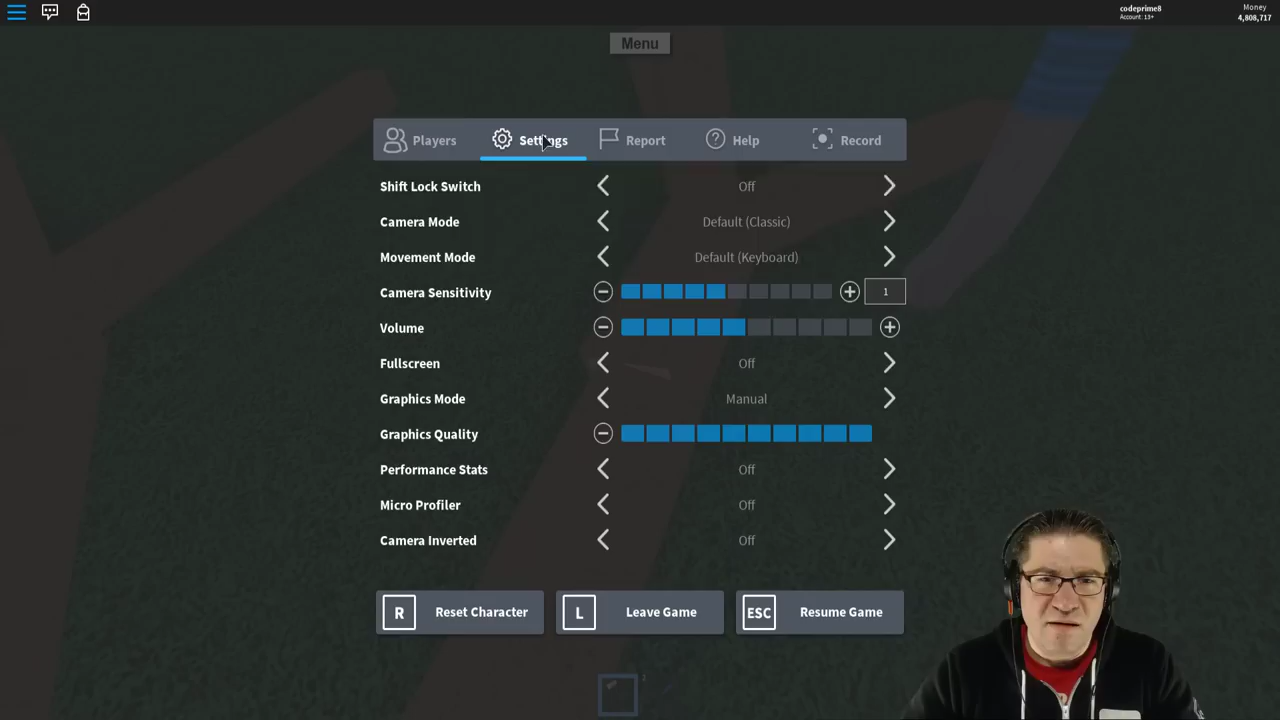 codeprime8
Account: 13+
Money
4,808,717
Menu
Players
Settings
Report
Help
Record
Shift Lock Switch
Off
Camera Mode
Default (Classic)
Movement Mode
Default (Keyboard)
Camera Sensitivity
1
Volume
Fullscreen
Off
Graphics Mode
Manual
Graphics Quality
Performance Stats
Off
Micro Profiler
Off
Camera Inverted
Off
R Reset Character
L Leave Game
ESC Resume Game
1